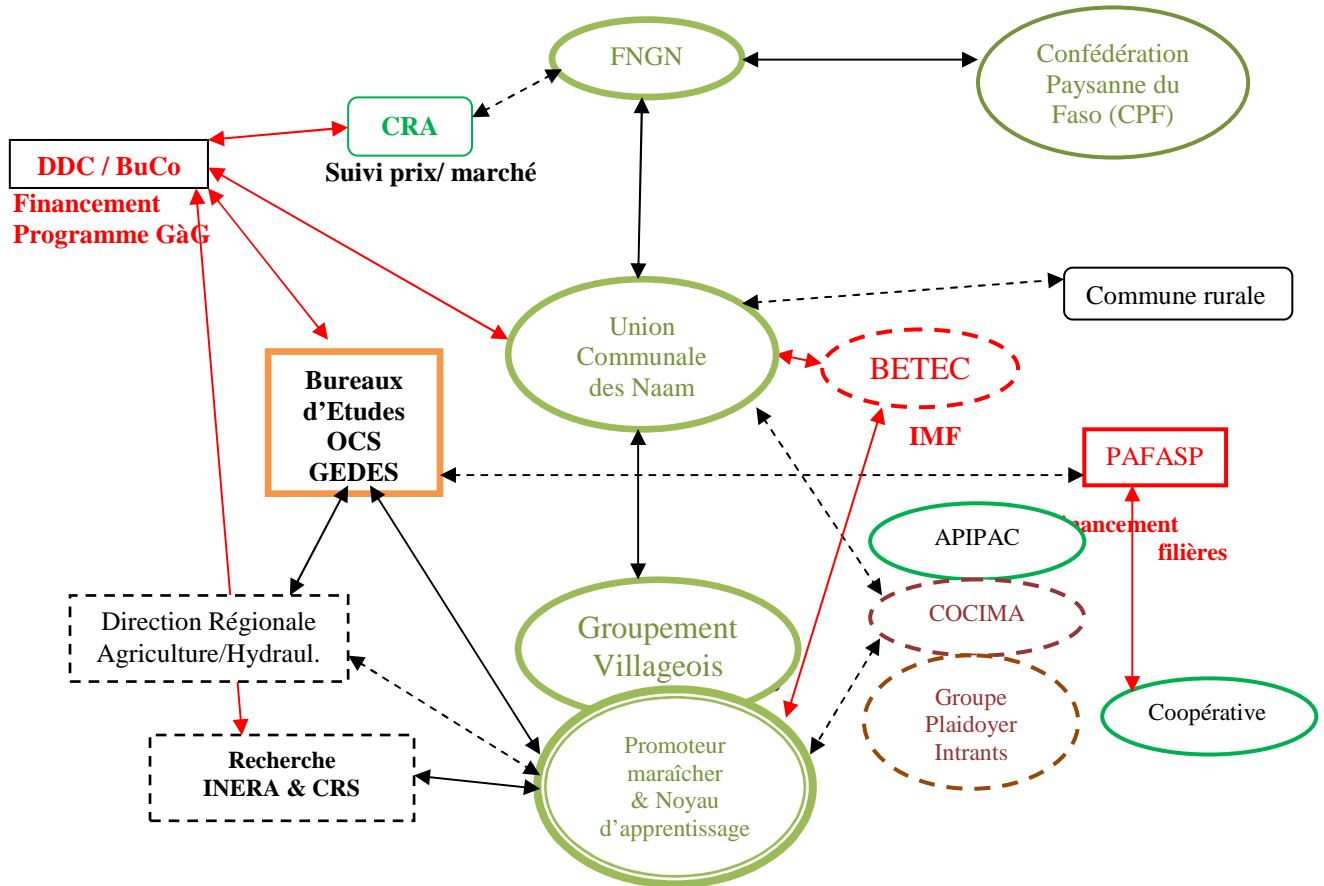 FNGN
Confédération
Paysanne du
Faso (CPF)
CRA
Suivi prix/ marché
DDC / BuCo
Financement
Programme GàG
Union
Communale
des Naam
Commune rurale
BETEC
IMF
Bureaux
d’Etudes
OCS
GEDES
PAFASP
filières
APIPAC
COCIMA
Groupe
Plaidoyer
Intrants
Coopérative
Direction Régionale
Agriculture/Hydraul.
Groupement
Villageois
Recherche
INERA & CRS
Promoteur
maraîcher
& Noyau
d’apprentissage